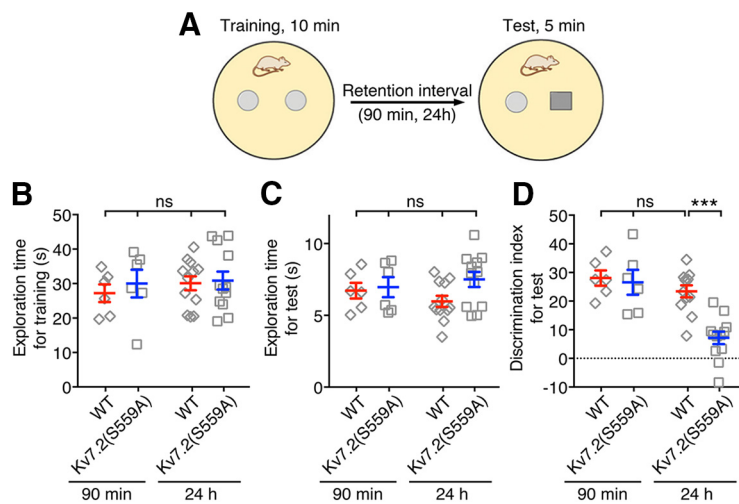 A
Training, 10 min
Test, 5 min
Retention interval
(90 min, 24h)
B
ns
Exploration time
for training (s)
50
40
30
20
10
0
WT
Kv7.2(S559A)
WT
Kv7.2(S559A)
90 min
24 h
C
ns
Exploration time
for test (s)
10
5
0
WT
Kv7.2(S559A)
WT
Kv7.2(S559A)
90 min
24 h
D
ns
***
Discrimination index
for test
50
40
30
20
10
0
-10
WT
Kv7.2(S559A)
WT
Kv7.2(S559A)
90 min
24 h